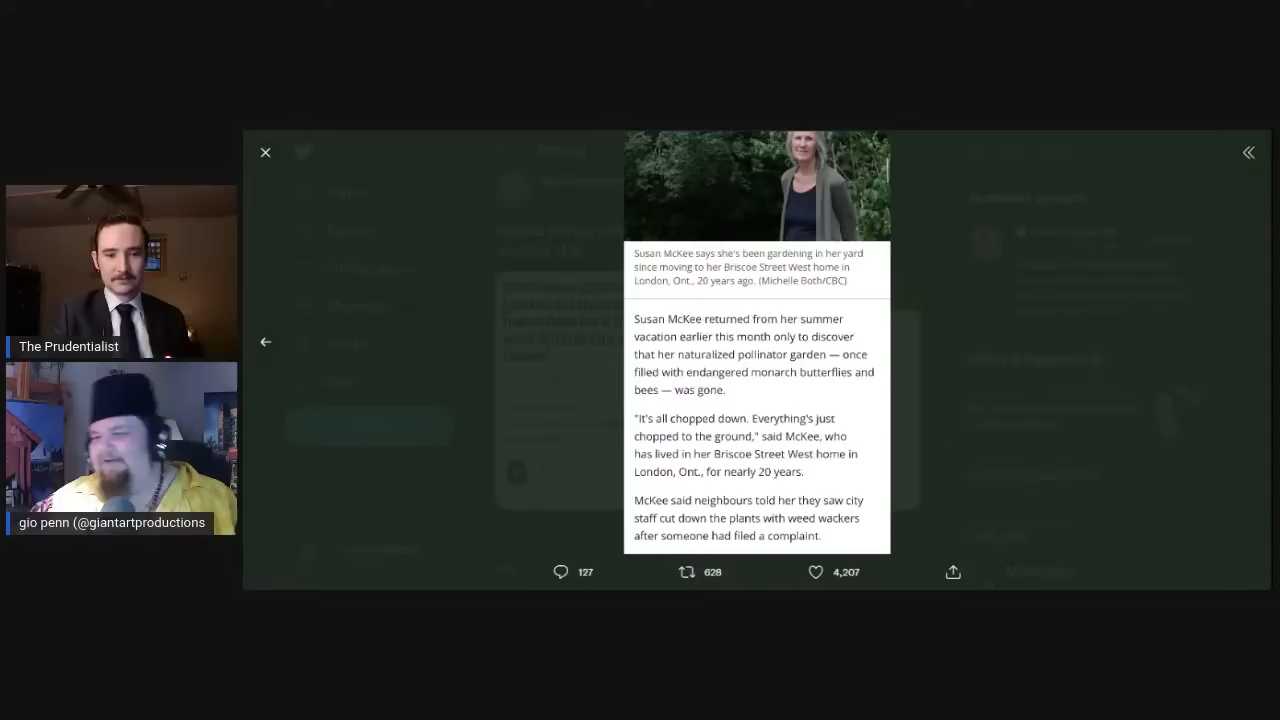 The Prudentialist
gio penn (@giantartproductions
Susan McKee says she's been gardening in her yard
since moving to her Briscoe Street West home in
London, Ont., 20 years ago. (Michelle Both/CBC)
Susan McKee returned from her summer
vacation earlier this month only to discover
that her naturalized pollinator garden — once
filled with endangered monarch butterflies and
bees — was gone.
"It's all chopped down. Everything's just
chopped to the ground," said McKee, who
has lived in her Briscoe Street West home in
London, Ont., for nearly 20 years.
McKee said neighbours told her they saw city
staff cut down the plants with weed wackers
after someone had filed a complaint.
127
628
4,207